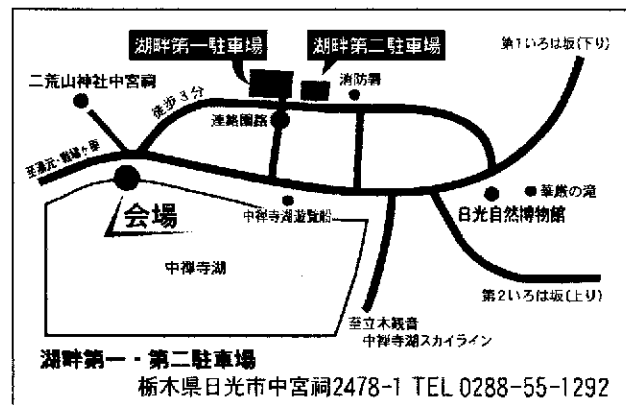 湖畔第一駐車場
湖畔第二駐車場
第1いろは坂(下り)
二荒山神社中宮祠
消防署
徒歩3分
連絡園路
至湯元・戦場ヶ原
会場
中禅寺湖遊覧船
華厳の滝
日光自然博物館
中禅寺湖
第2いろは坂(上り)
至立木観音
中禅寺湖スカイライン
湖畔第一・第二駐車場
栃木県日光市中宮祠2478-1 TEL 0288-55-1292